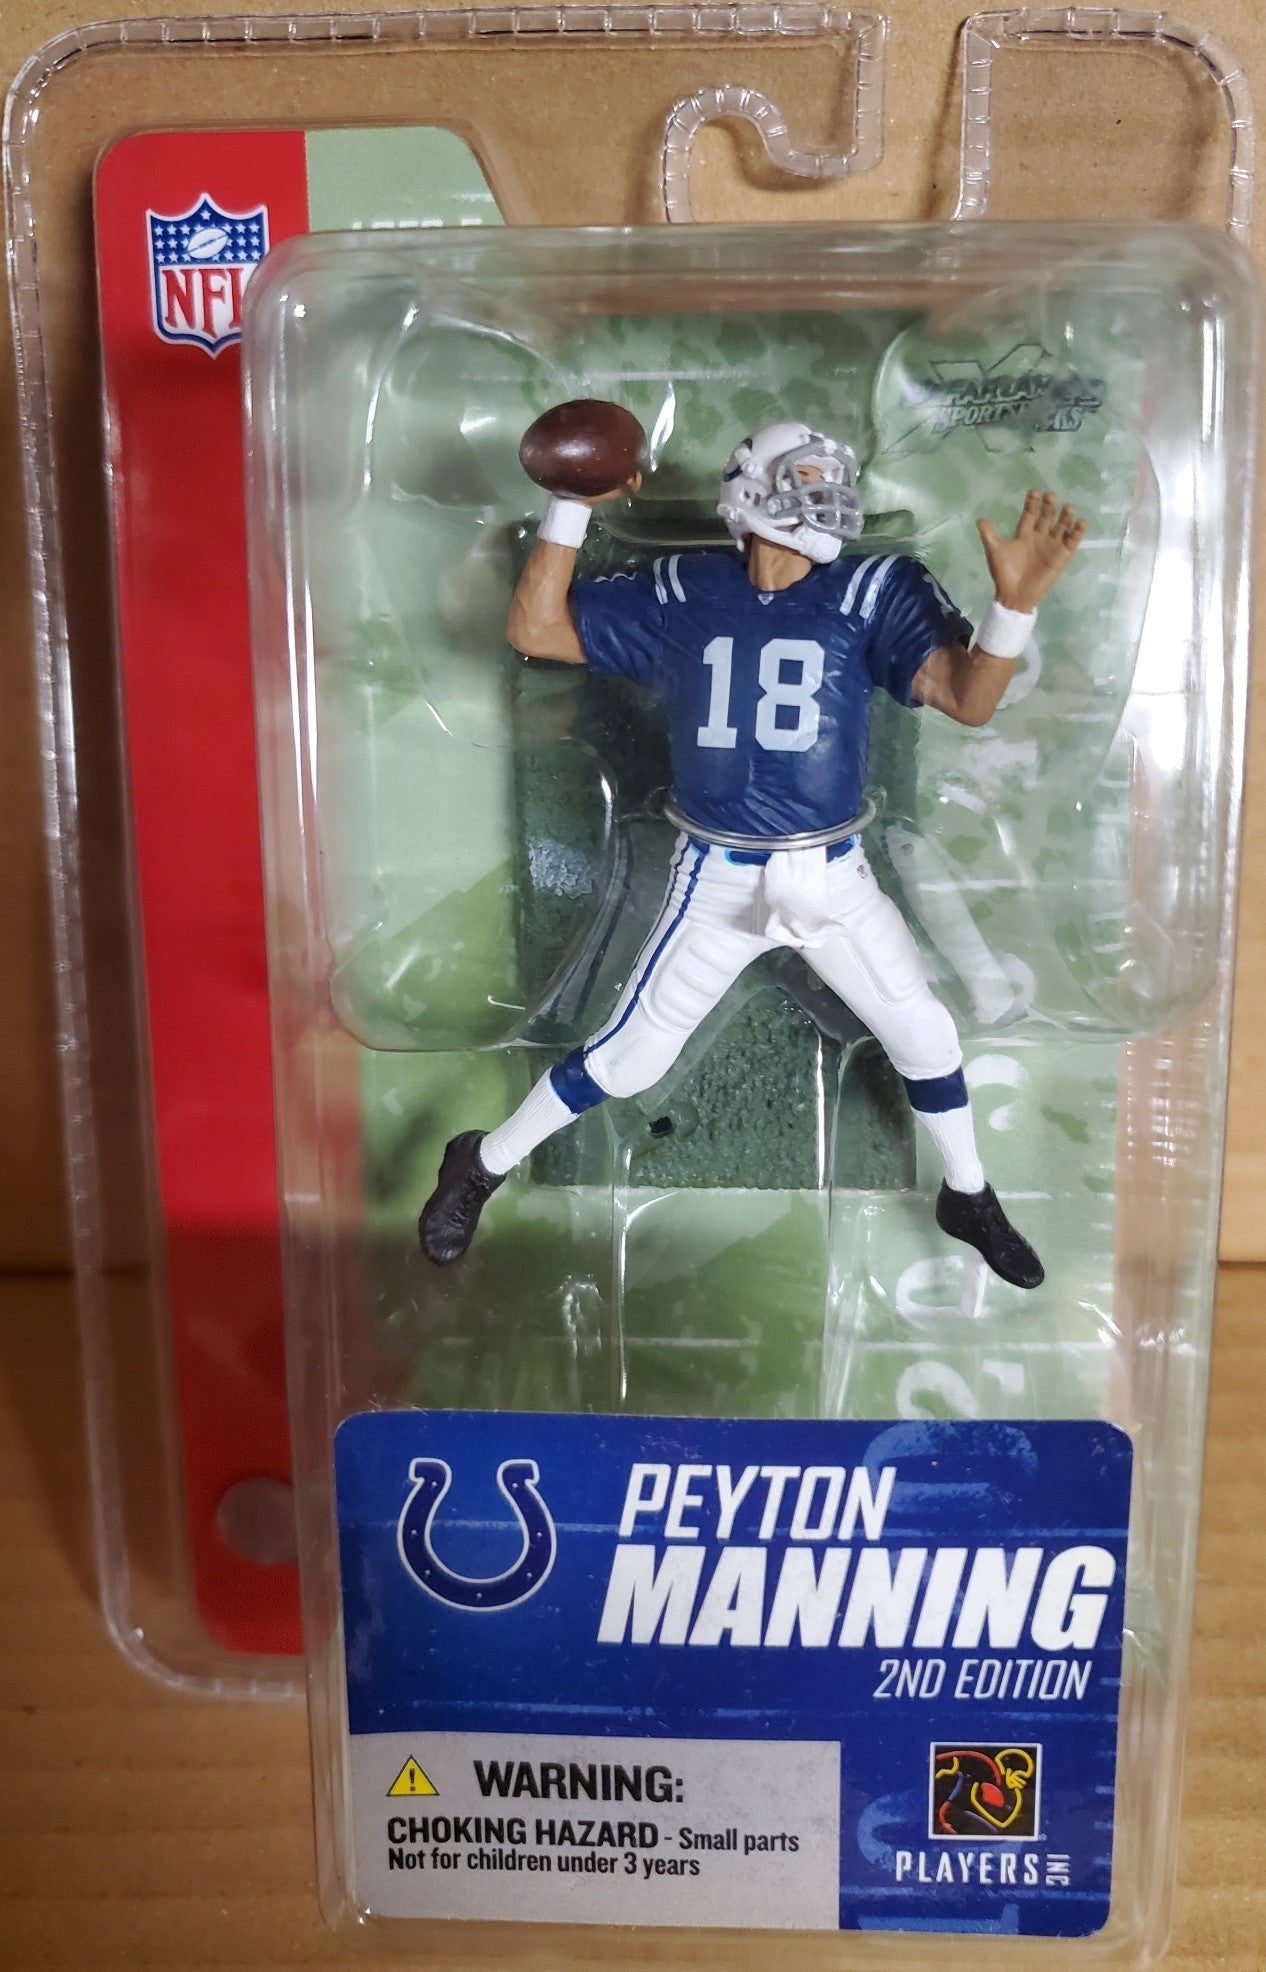 NFL
SPORTS
18
PEYTON
MANNING
2ND EDITION
WARNING:
CHOKING HAZARD - Small parts
Not for children under 3 years
PLAYERS INC